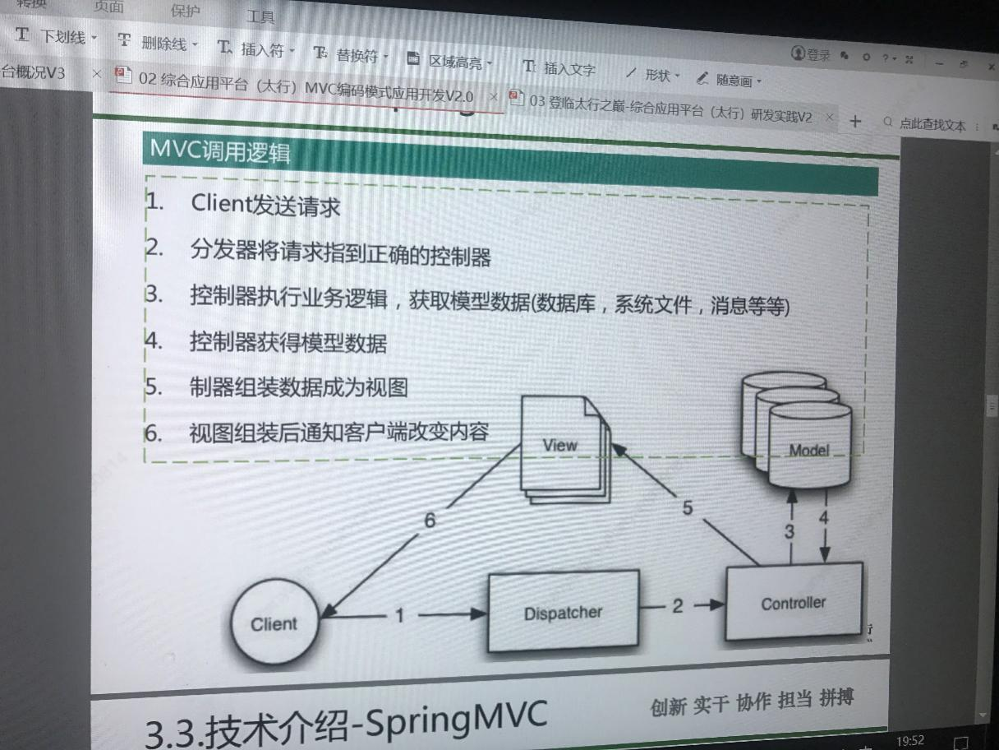 转换 页面 保护 工具
下划线 删除线 插入符 替换符 区域高亮 插入文字 形状 随意画 登录
台概况V3 02 综合应用平台（太行）MVC编码模式应用开发V2.0 03 登临太行之巅-综合应用平台（太行）研发实践V2 点此查找文本
MVC调用逻辑
1. Client发送请求
2. 分发器将请求指到正确的控制器
3. 控制器执行业务逻辑，获取模型数据(数据库，系统文件，消息等等)
4. 控制器获得模型数据
5. 制器组装数据成为视图
6. 视图组装后通知客户端改变内容
View
Model
6
5
3
4
Client
1
Dispatcher
2
Controller
3.3.技术介绍-SpringMVC
创新 实干 协作 担当 拼搏
19:52